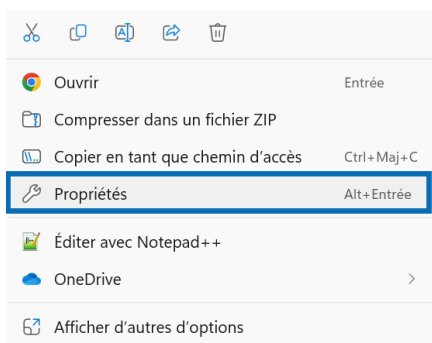 Ouvrir Entrée
Compresser dans un fichier ZIP
Copier en tant que chemin d'accès Ctrl+Maj+C
Propriétés Alt+Entrée
Éditer avec Notepad++
OneDrive
Afficher d'autres d'options